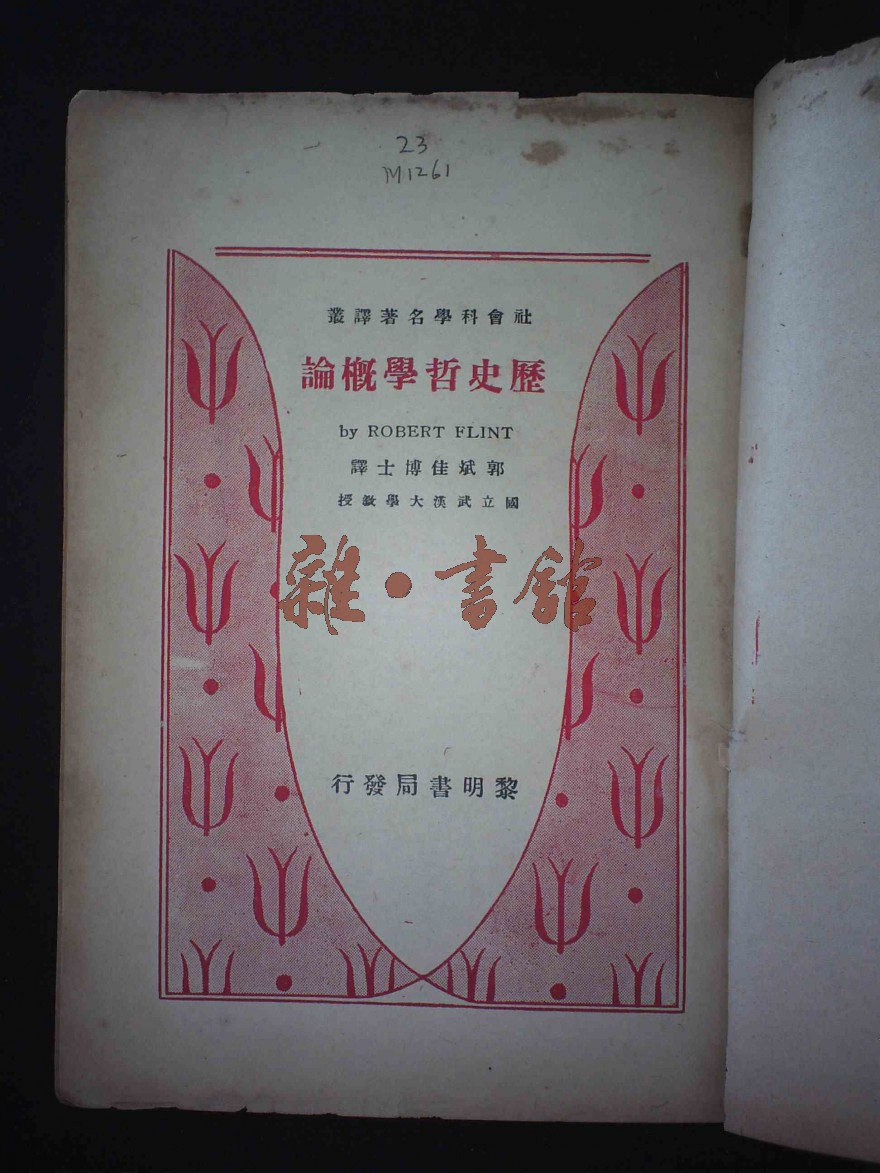 23
M1261
社會科學名著譯叢
歷史哲學概論
by ROBERT FLINT
郭斌佳博士譯
國立武漢大學敎授
雜·書館
黎明書局發行